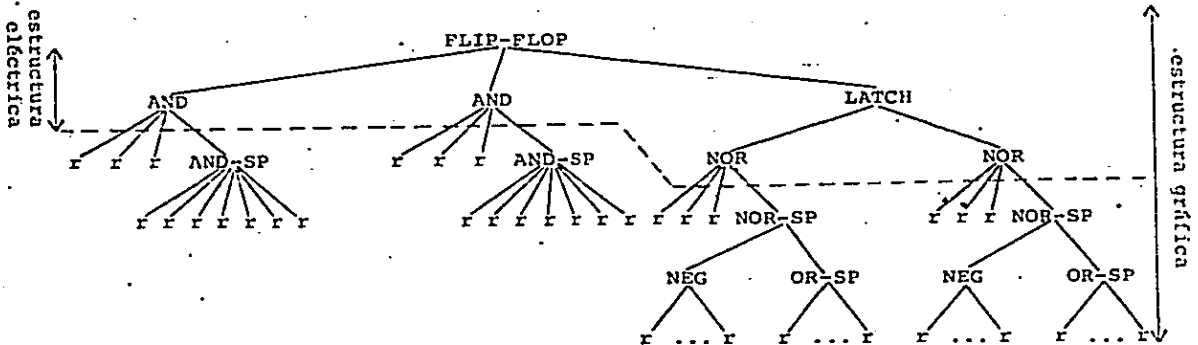 estructura
eléctrica
FLIP-FLOP
AND AND LATCH
r r r AND-SP r r r AND-SP NOR NOR
r r r r r r r r r r r r r r r r r NOR-SP r r r NOR-SP
NEG OR-SP NEG OR-SP
r ... r r ... r r ... r r ... r
estructura gráfica